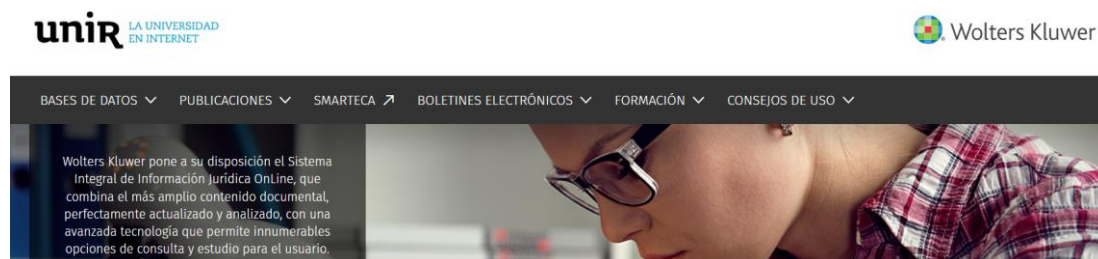 unir LA UNIVERSIDAD
EN INTERNET
Wolters Kluwer
BASES DE DATOS PUBLICACIONES SMARTECA BOLETINES ELECTRÓNICOS FORMACIÓN CONSEJOS DE USO
Wolters Kluwer pone a su disposición el Sistema
Integral de Información Jurídica OnLine, que
combina el más amplio contenido documental,
perfectamente actualizado y analizado, con una
avanzada tecnología que permite innumerables
opciones de consulta y estudio para el usuario.